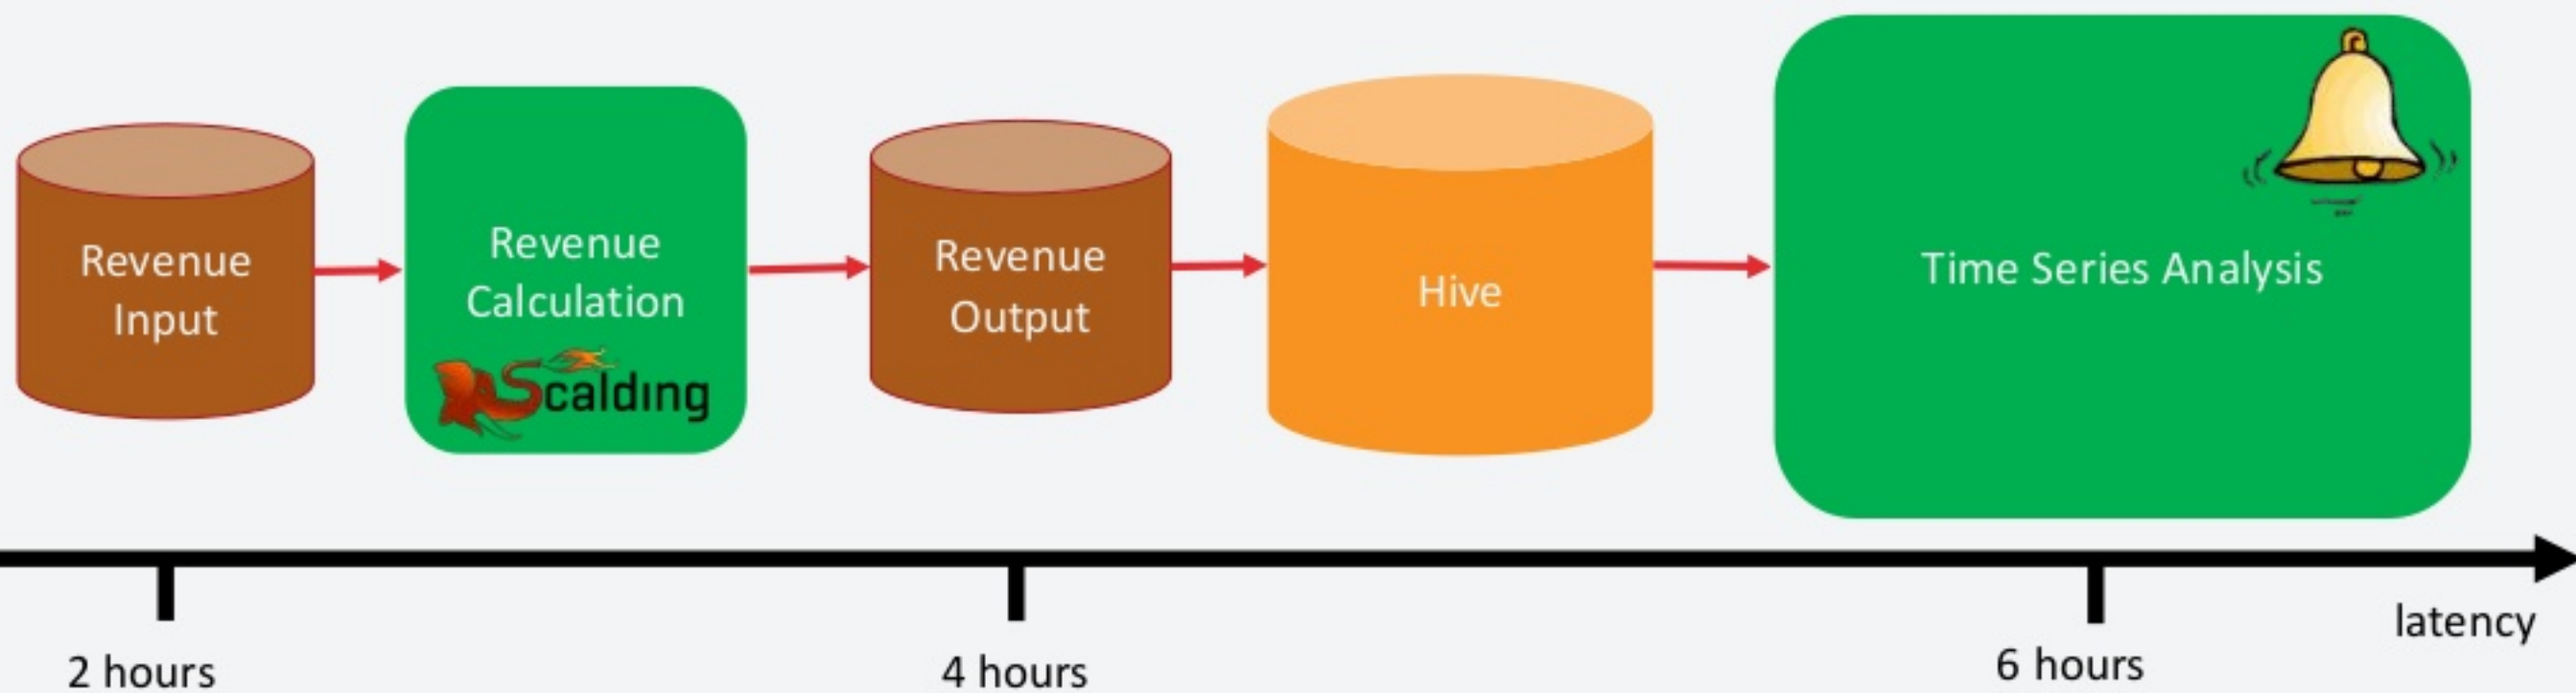 Revenue
Input
Revenue
Calculation
Scalding
Revenue
Output
Hive
Time Series Analysis
2 hours
4 hours
6 hours
latency